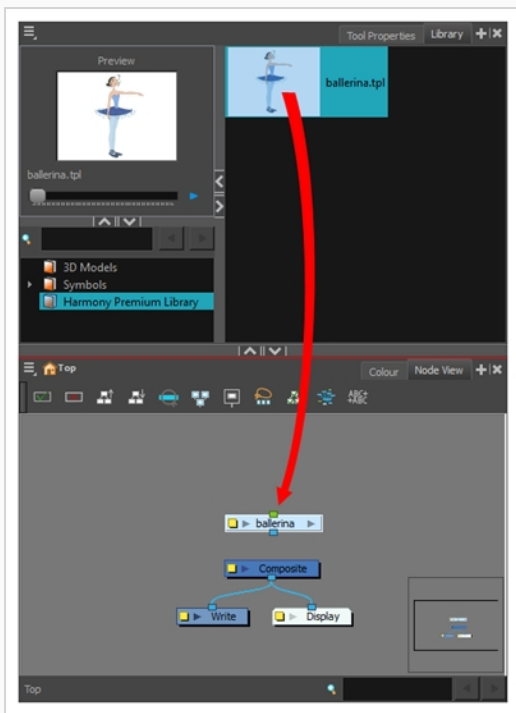 Tool Properties Library
Preview
ballerina.tpl
ballerina.tpl
3D Models
Symbols
Harmony Premium Library
Top
Colour Node View
ABC+
+ABC
ballerina
Composite
Write Display
Top